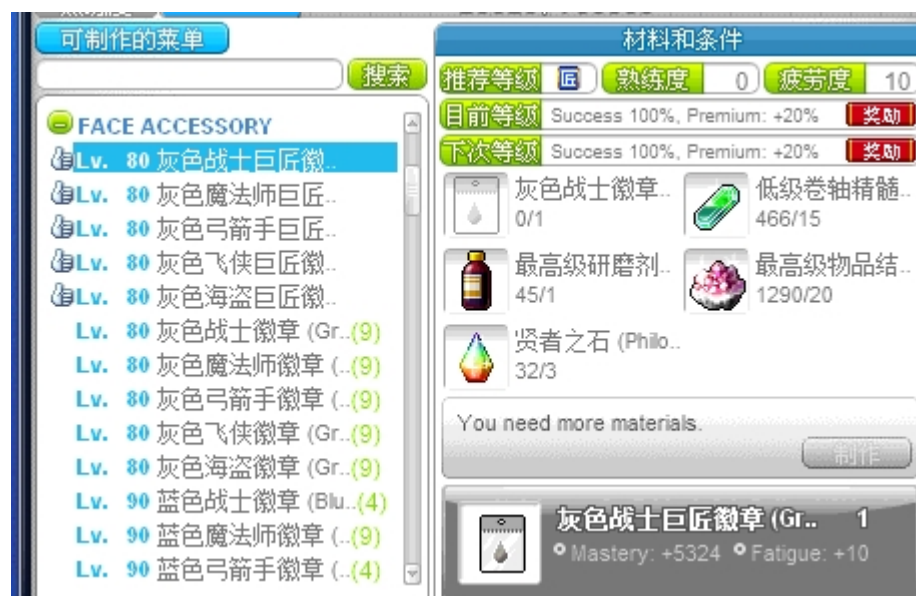 可制作的菜单
搜索
FACE ACCESSORY
Lv. 80 灰色战士巨匠徽..
Lv. 80 灰色魔法师巨匠..
Lv. 80 灰色弓箭手巨匠..
Lv. 80 灰色飞侠巨匠徽..
Lv. 80 灰色海盗巨匠徽..
Lv. 80 灰色战士徽章 (Gr..(9)
Lv. 80 灰色魔法师徽章 (..(9)
Lv. 80 灰色弓箭手徽章 (..(9)
Lv. 80 灰色飞侠徽章 (Gr..(9)
Lv. 80 灰色海盗徽章 (Gr..(9)
Lv. 90 蓝色战士徽章 (Blu..(4)
Lv. 90 蓝色魔法师徽章 (..(9)
Lv. 90 蓝色弓箭手徽章 (..(4)
材料和条件
推荐等级 匠 熟练度 0 疲劳度 10
目前等级 Success 100%, Premium: +20% 奖励
下次等级 Success 100%, Premium: +20% 奖励
灰色战士徽章.. 低级卷轴精髓..
0/1 466/15
最高级研磨剂.. 最高级物品结..
45/1 1290/20
贤者之石 (Philo..
32/3
You need more materials.
制作
灰色战士巨匠徽章 (Gr.. 1
Mastery: +5324 Fatigue: +10